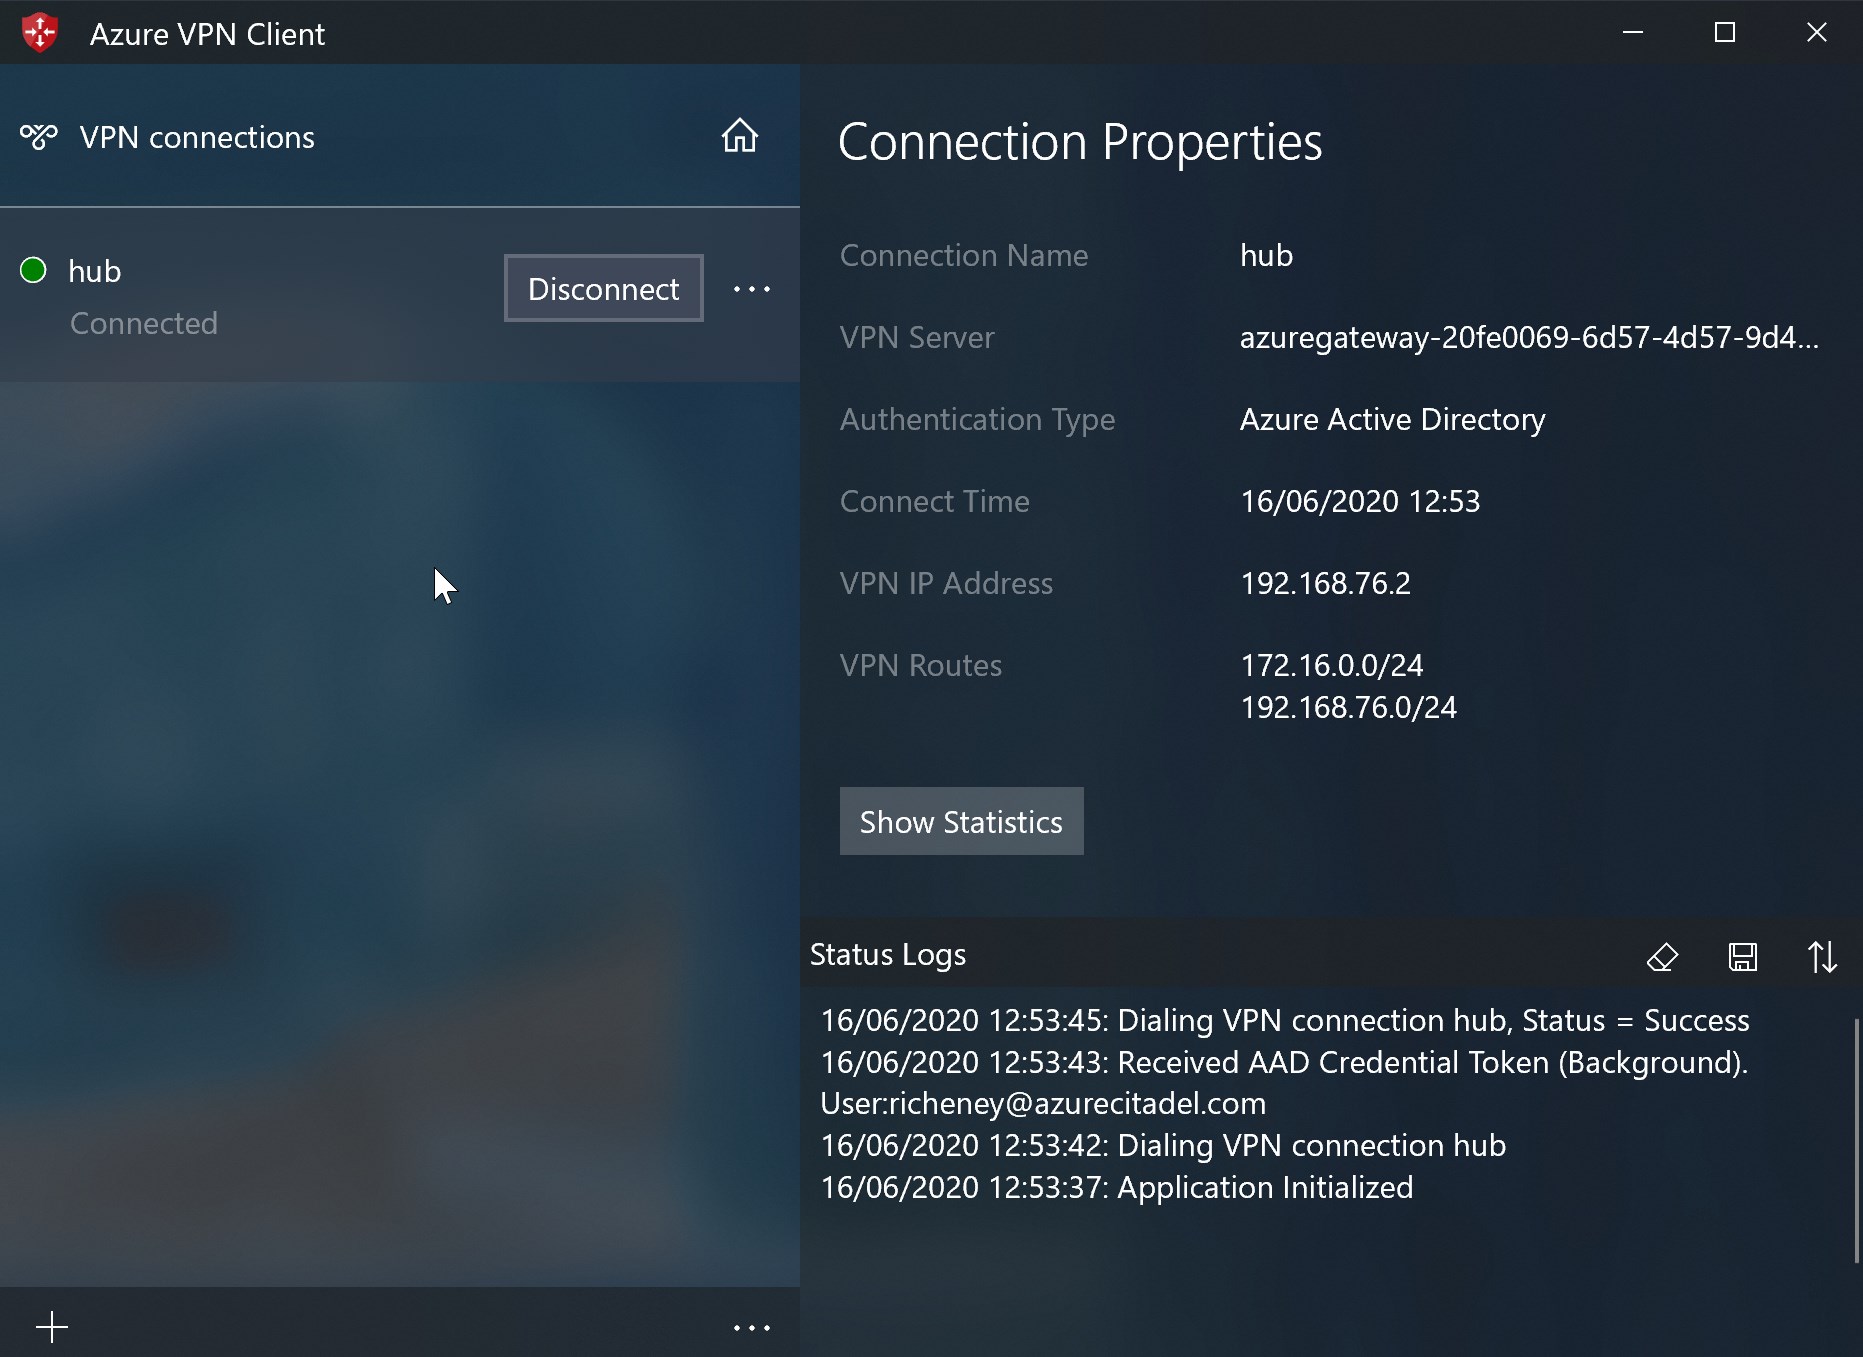 Azure VPN Client
VPN connections
hub
Connected
Disconnect
Connection Properties
Connection Name hub
VPN Server azuregateway-20fe0069-6d57-4d57-9d4...
Authentication Type Azure Active Directory
Connect Time 16/06/2020 12:53
VPN IP Address 192.168.76.2
VPN Routes 172.16.0.0/24
192.168.76.0/24
Show Statistics
Status Logs
16/06/2020 12:53:45: Dialing VPN connection hub, Status = Success
16/06/2020 12:53:43: Received AAD Credential Token (Background).
User:richeney@azurecitadel.com
16/06/2020 12:53:42: Dialing VPN connection hub
16/06/2020 12:53:37: Application Initialized